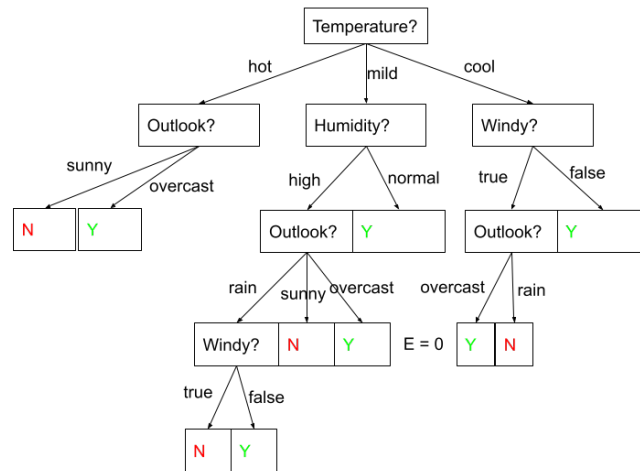 Temperature?
hot
mild
cool
Outlook?
Humidity?
Windy?
sunny
overcast
high
normal
true
false
N
Y
Outlook?
Y
Outlook?
Y
rain
sunny
overcast
overcast
rain
Windy?
N
Y
E = 0
Y
N
true
false
N
Y